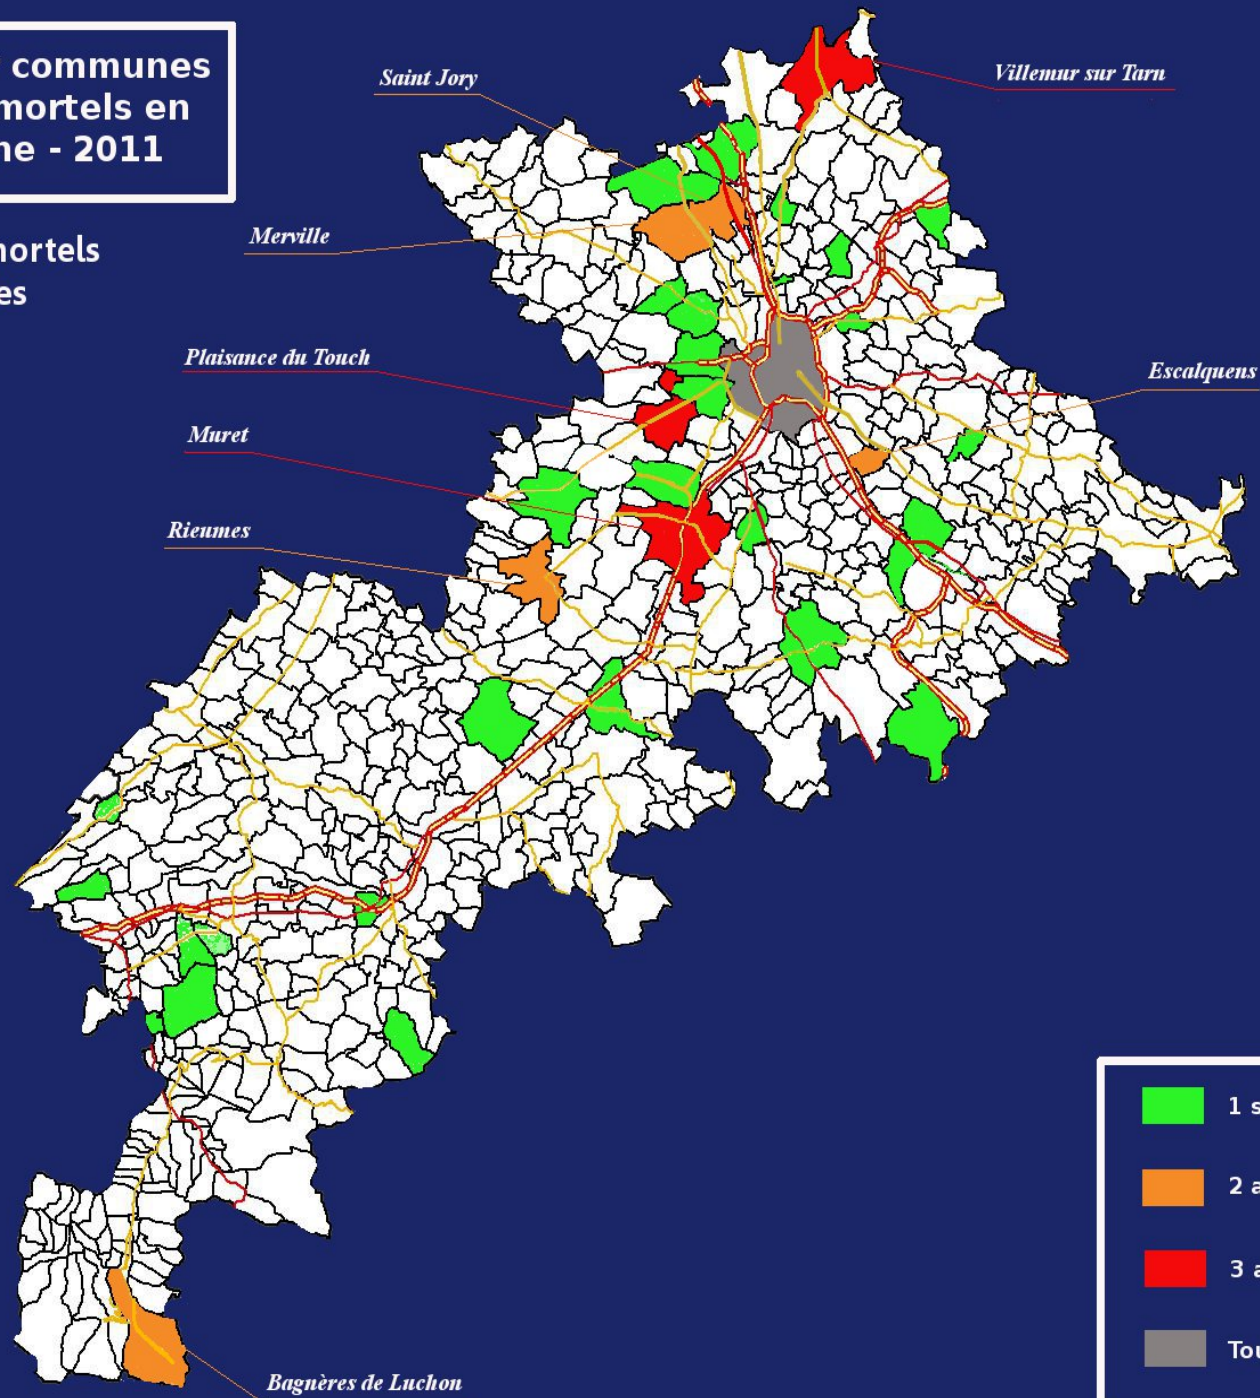 communes
mortels en
ne - 2011
mortels
es
Saint Jory
Villemur sur Tarn
Merville
Plaisance du Touch
Escalquens
Muret
Rieumes
Bagnères de Luchon
1 s
2 a
3 a
Tou